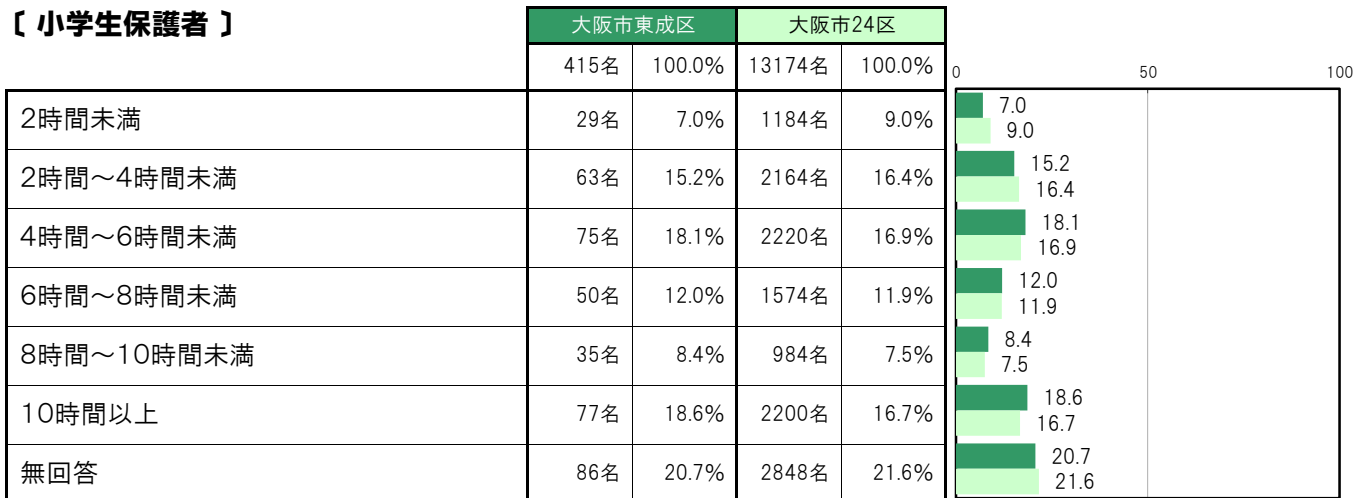 〔 小学生保護者 〕
大阪市東成区 大阪市24区
415名 100.0% 13174名 100.0%
0 50 100
2時間未満 29名 7.0% 1184名 9.0%
7.0
9.0
2時間～4時間未満 63名 15.2% 2164名 16.4%
15.2
16.4
4時間～6時間未満 75名 18.1% 2220名 16.9%
18.1
16.9
6時間～8時間未満 50名 12.0% 1574名 11.9%
12.0
11.9
8時間～10時間未満 35名 8.4% 984名 7.5%
8.4
7.5
10時間以上 77名 18.6% 2200名 16.7%
18.6
16.7
無回答 86名 20.7% 2848名 21.6%
20.7
21.6